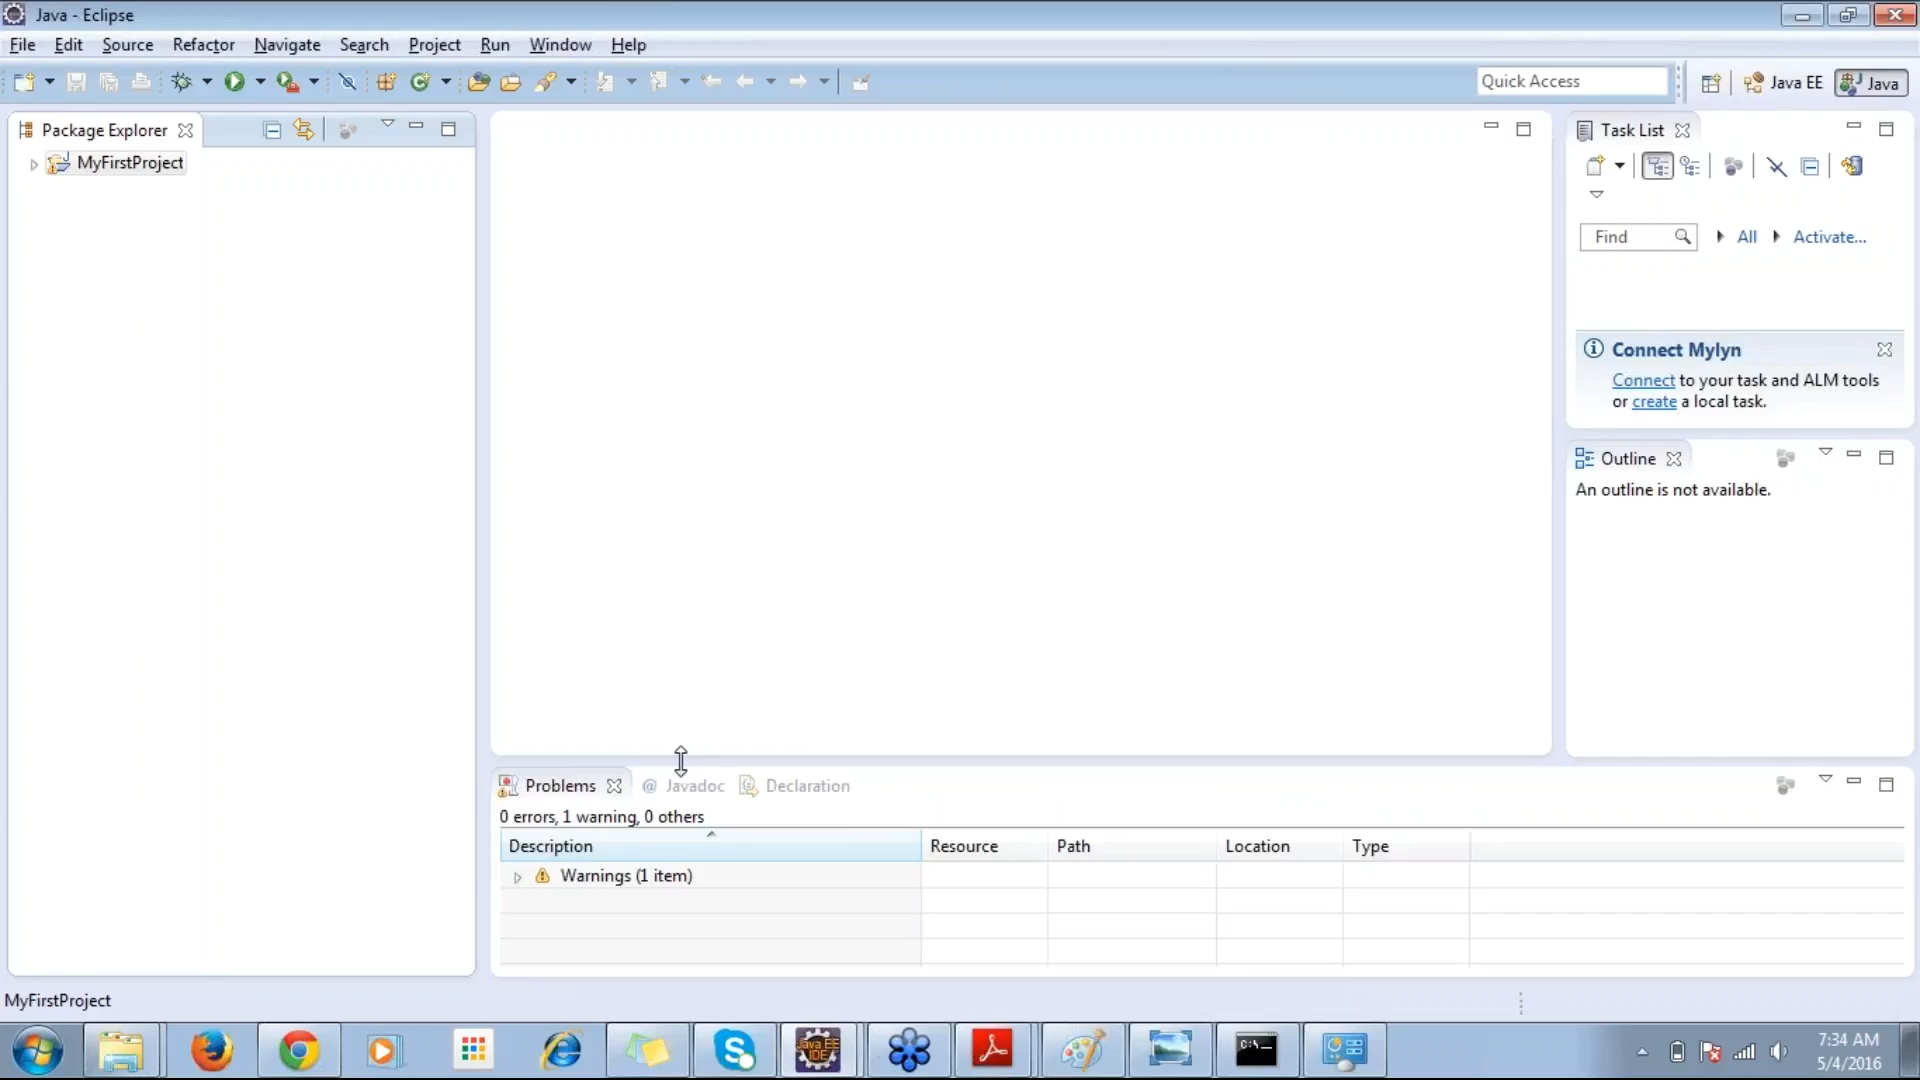 Java - Eclipse
File Edit Source Refactor Navigate Search Project Run Window Help
Quick Access
Java EE
Java
Package Explorer
MyFirstProject
Task List
Find
All
Activate...
Connect Mylyn
Connect to your task and ALM tools
or create a local task.
Outline
An outline is not available.
Problems
@ Javadoc
Declaration
0 errors, 1 warning, 0 others
Description Resource Path Location Type
Warnings (1 item)
MyFirstProject
Java EE
IDE
C:\_
7:34 AM
5/4/2016